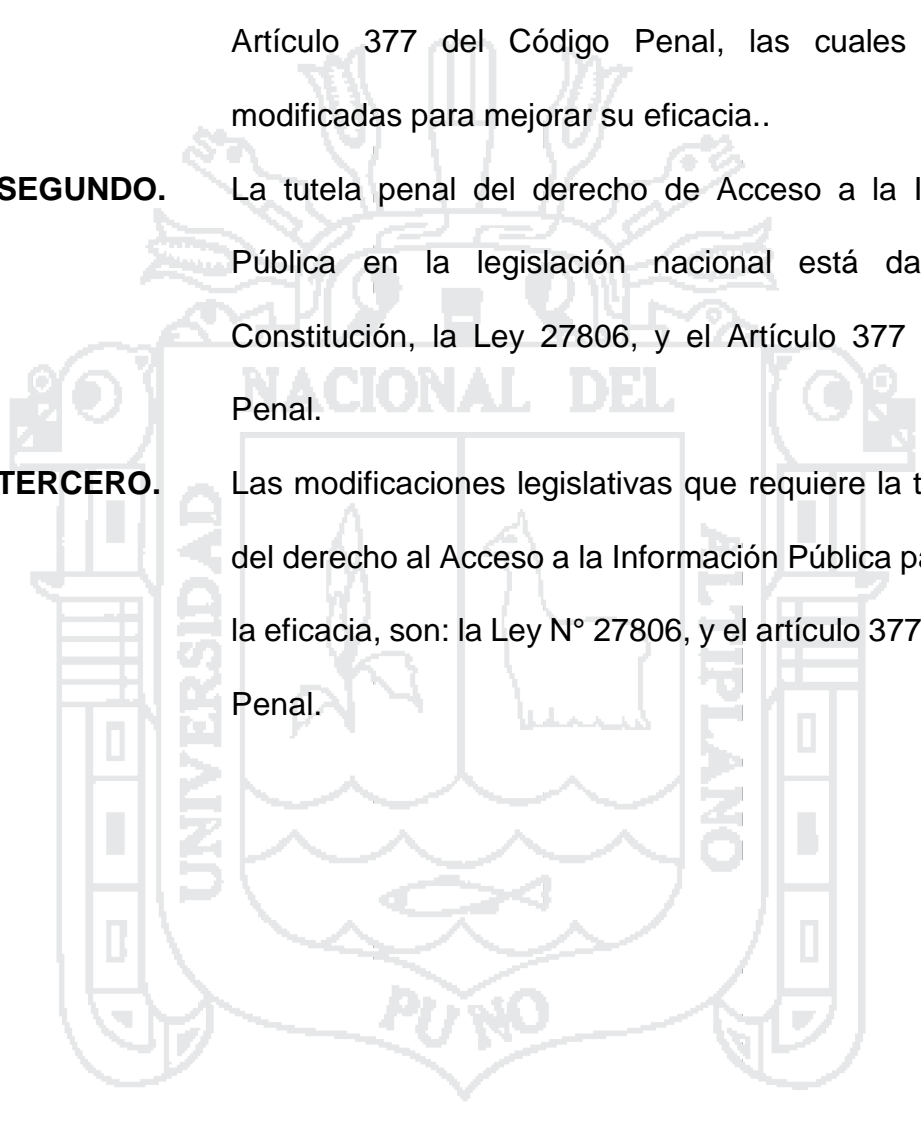 Artículo 377 del Código Penal, las cuales
modificadas para mejorar su eficacia..
SEGUNDO. La tutela penal del derecho de Acceso a la
Pública en la legislación nacional está
Constitución, la Ley 27806, y el Artículo 377
Penal.
TERCERO. Las modificaciones legislativas que requiere la
del derecho al Acceso a la Información Pública
la eficacia, son: la Ley N° 27806, y el artículo 377
Penal.
UNIVERSIDAD
NACIONAL DEL
ALTIPLANO
PUNO